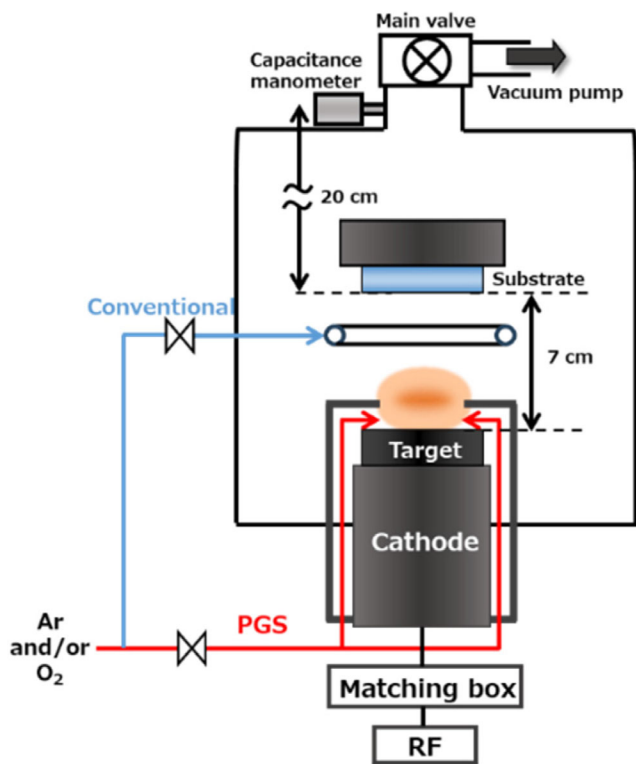 Main valve
Capacitance
manometer
Vacuum pump
20 cm
Substrate
Conventional
7 cm
Target
Cathode
Ar
and/or
O₂
PGS
Matching box
RF